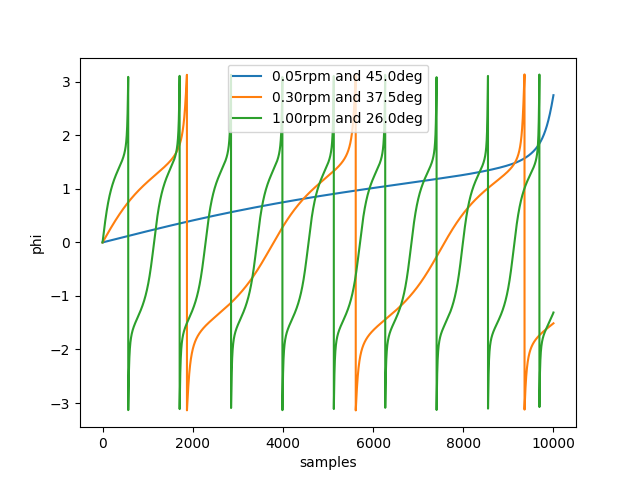 0.05rpm and 45.0deg
0.30rpm and 37.5deg
1.00rpm and 26.0deg
3
2
1
0
−1
−2
−3
phi
0 2000 4000 6000 8000 10000
samples